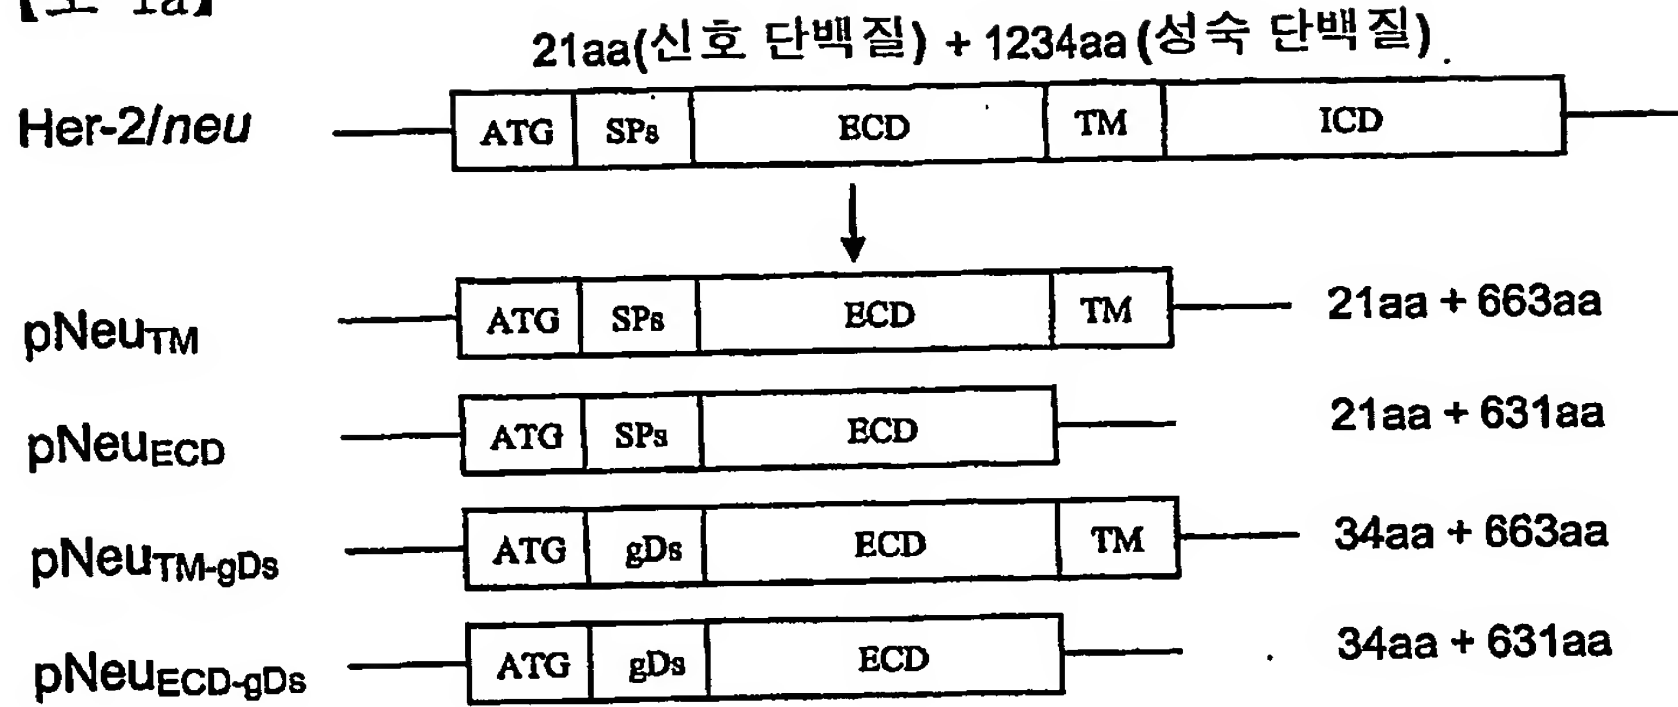 【도 1a】
21aa(신호 단백질) + 1234aa(성숙 단백질)
Her-2/neu ATG SPs ECD TM ICD
pNeuTM ATG SPs ECD TM 21aa + 663aa
pNeuECD ATG SPs ECD 21aa + 631aa
pNeuTM-gDs ATG gDs ECD TM 34aa + 663aa
pNeuECD-gDs ATG gDs ECD 34aa + 631aa